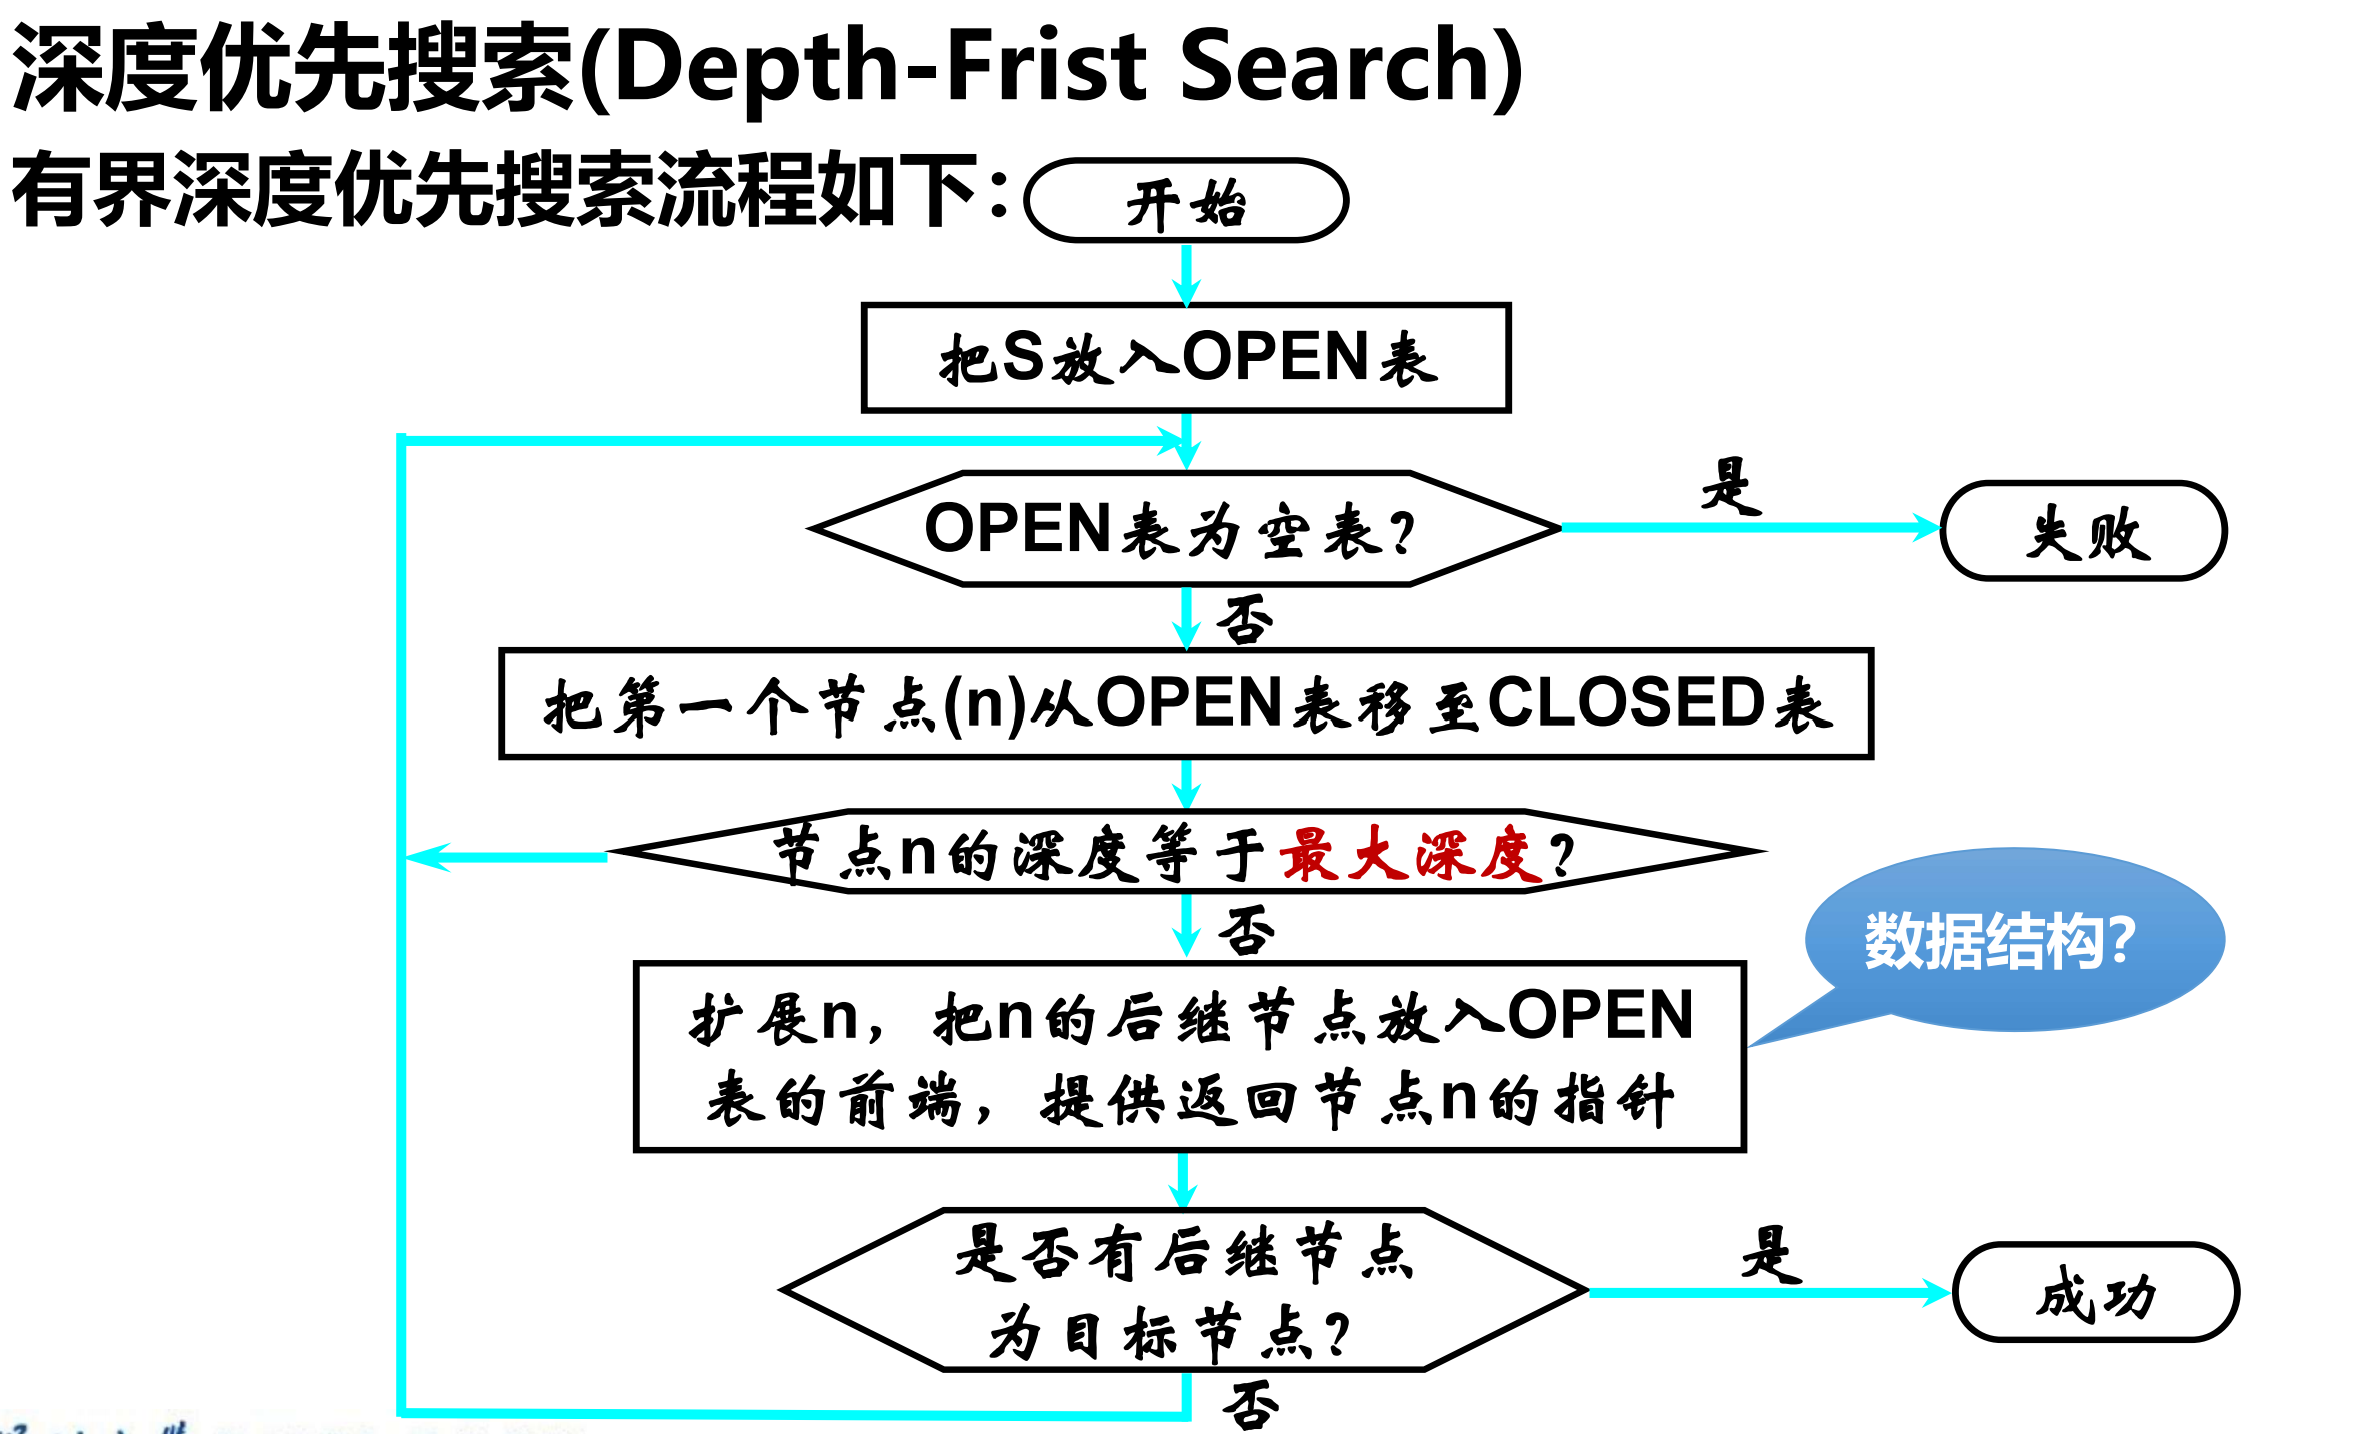 深度优先搜索(Depth-Frist Search)
有界深度优先搜索流程如下：
开始
把S放入OPEN表
OPEN表为空表？
是
失败
否
把第一个节点(n)从OPEN表移至CLOSED表
节点n的深度等于最大深度？
否
数据结构？
扩展n，把n的后继节点放入OPEN
表的前端，提供返回节点n的指针
是否有后继节点
为目标节点？
是
成功
否